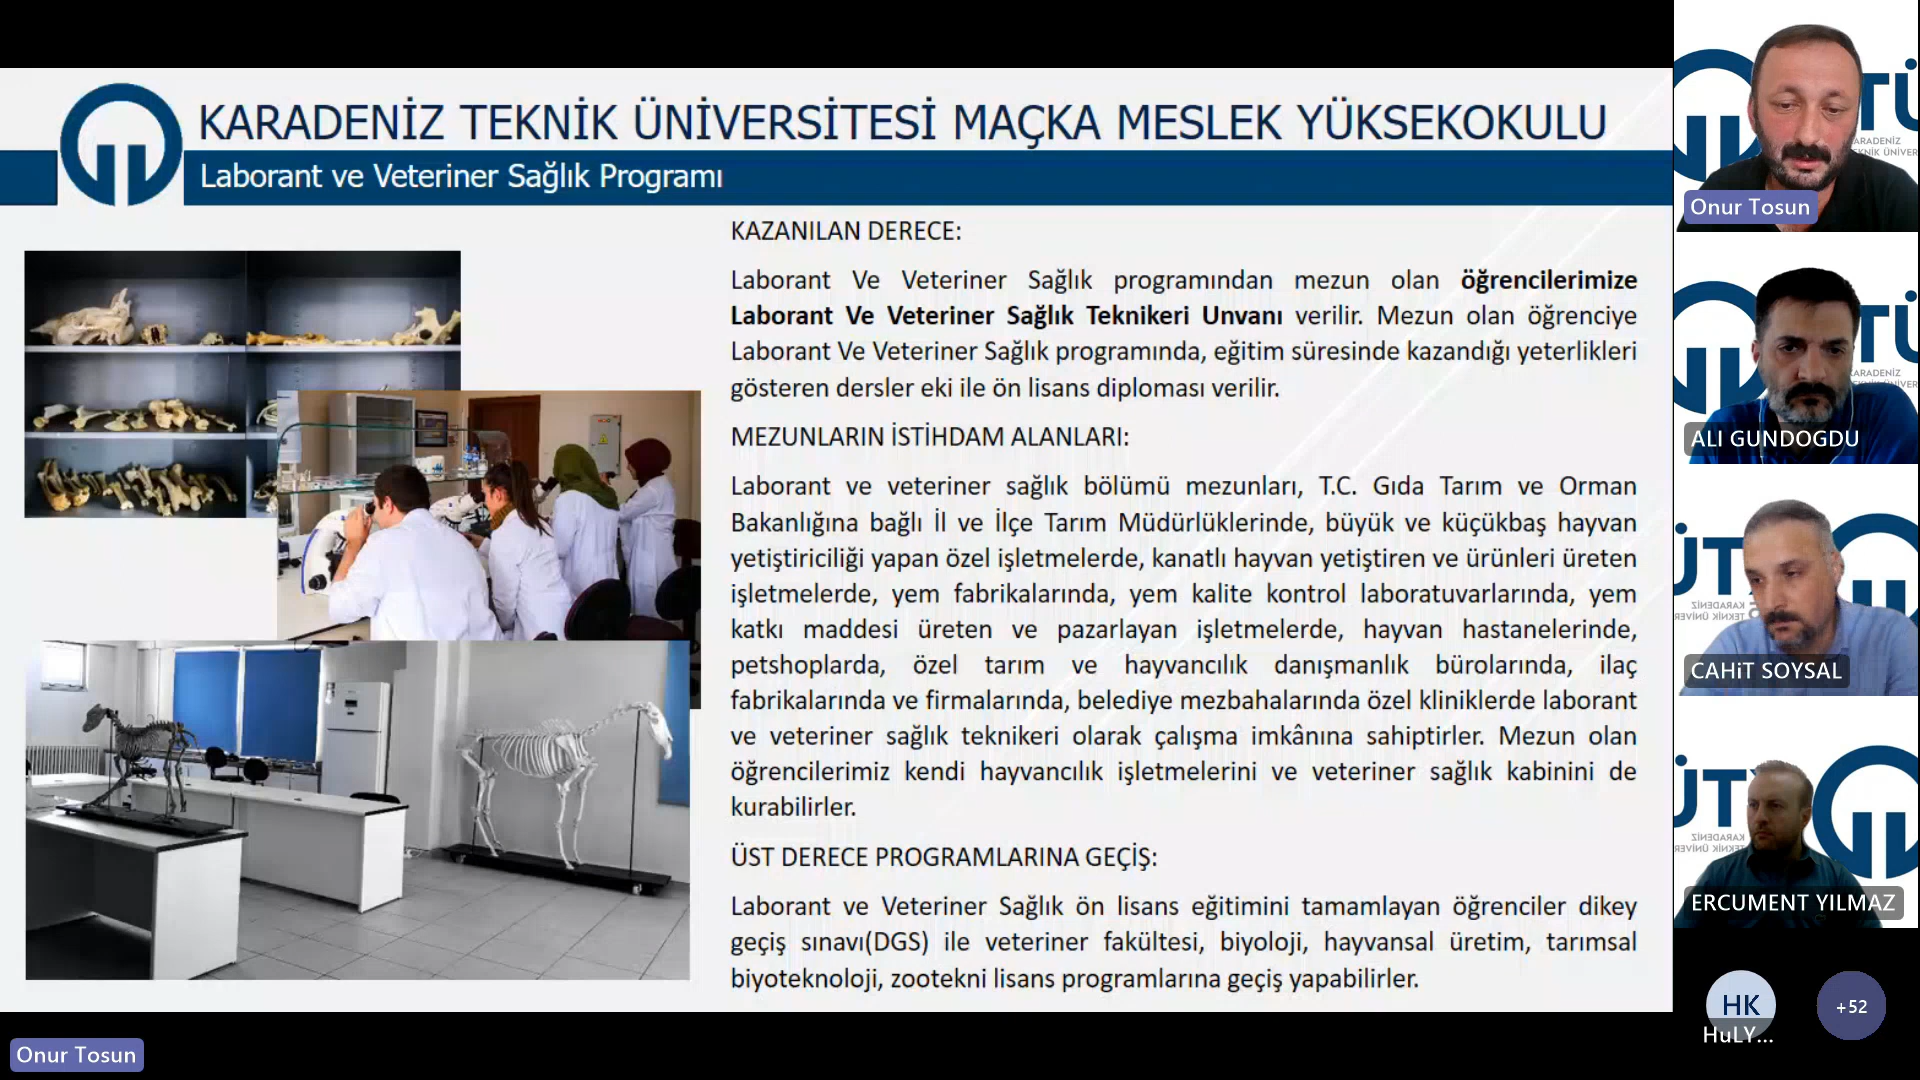 KARADENİZ TEKNİK ÜNİVERSİTESİ MAÇKA MESLEK YÜKSEKOKULU
Laborant ve Veteriner Sağlık Programı
KAZANILAN DERECE:
Laborant Ve Veteriner Sağlık programından mezun olan öğrencilerimize
Laborant Ve Veteriner Sağlık Teknikeri Unvanı verilir. Mezun olan öğrenciye
Laborant Ve Veteriner Sağlık programında, eğitim süresinde kazandığı yeterlikleri
gösteren dersler eki ile ön lisans diploması verilir.
MEZUNLARIN İSTİHDAM ALANLARI:
Laborant ve veteriner sağlık bölümü mezunları, T.C. Gıda Tarım ve Orman
Bakanlığına bağlı İl ve İlçe Tarım Müdürlüklerinde, büyük ve küçükbaş hayvan
yetiştiriciliği yapan özel işletmelerde, kanatlı hayvan yetiştiren ve ürünleri üreten
işletmelerde, yem fabrikalarında, yem kalite kontrol laboratuvarlarında, yem
katkı maddesi üreten ve pazarlayan işletmelerde, hayvan hastanelerinde,
petshoplarda, özel tarım ve hayvancılık danışmanlık bürolarında, ilaç
fabrikalarında ve firmalarında, belediye mezbahalarında özel kliniklerde laborant
ve veteriner sağlık teknikeri olarak çalışma imkânına sahiptirler. Mezun olan
öğrencilerimiz kendi hayvancılık işletmelerini ve veteriner sağlık kabinini de
kurabilirler.
ÜST DERECE PROGRAMLARINA GEÇİŞ:
Laborant ve Veteriner Sağlık ön lisans eğitimini tamamlayan öğrenciler dikey
geçiş sınavı(DGS) ile veteriner fakültesi, biyoloji, hayvansal üretim, tarımsal
biyoteknoloji, zootekni lisans programlarına geçiş yapabilirler.
Onur Tosun
Onur Tosun
ALI GUNDOGDU
CAHiT SOYSAL
ERCUMENT YILMAZ
HK
HuLY...
+52